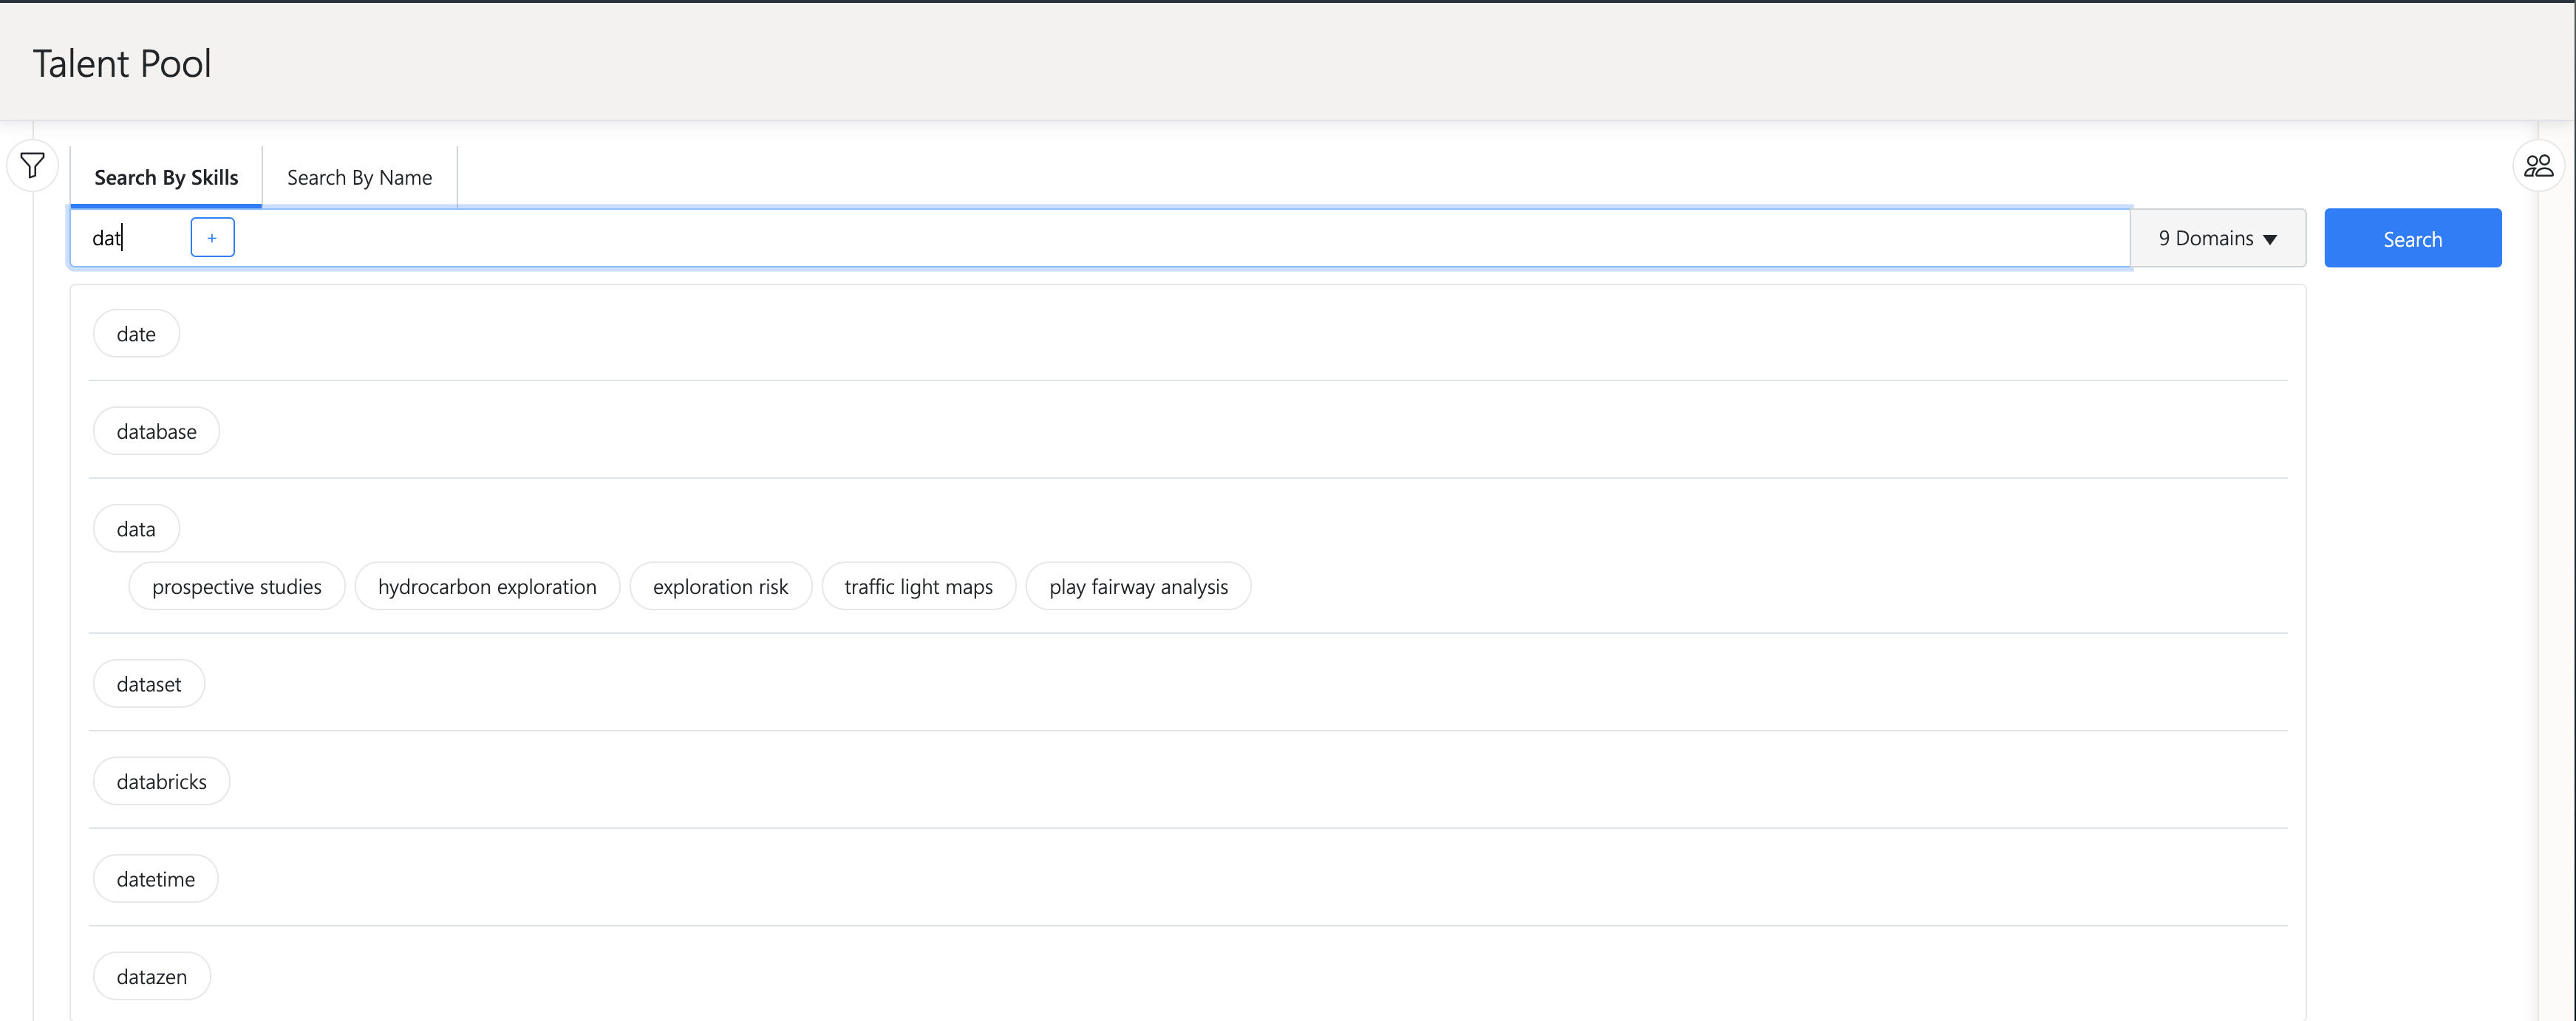 Talent Pool
Search By Skills Search By Name
dat + 9 Domains ▼ Search
date
database
data
prospective studies hydrocarbon exploration exploration risk traffic light maps play fairway analysis
dataset
databricks
datetime
datazen